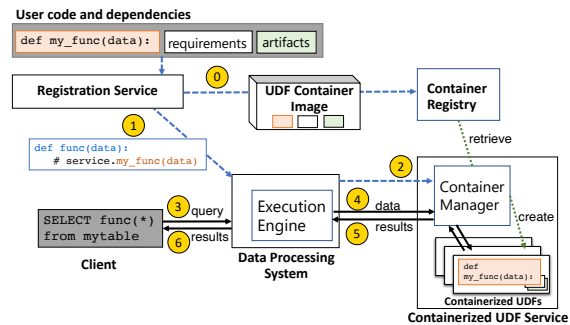 User code and dependencies
def my_func(data):
requirements
artifacts
0
Registration Service
UDF Container
Image
Container
Registry
1
retrieve
def func(data):
# service.my_func(data)
2
Container
Manager
SELECT func(*)
from mytable
3
query
6
results
Execution
Engine
4
data
5
results
create
Client
Data Processing
System
def
my_func(data):
Containerized UDFs
Containerized UDF Service